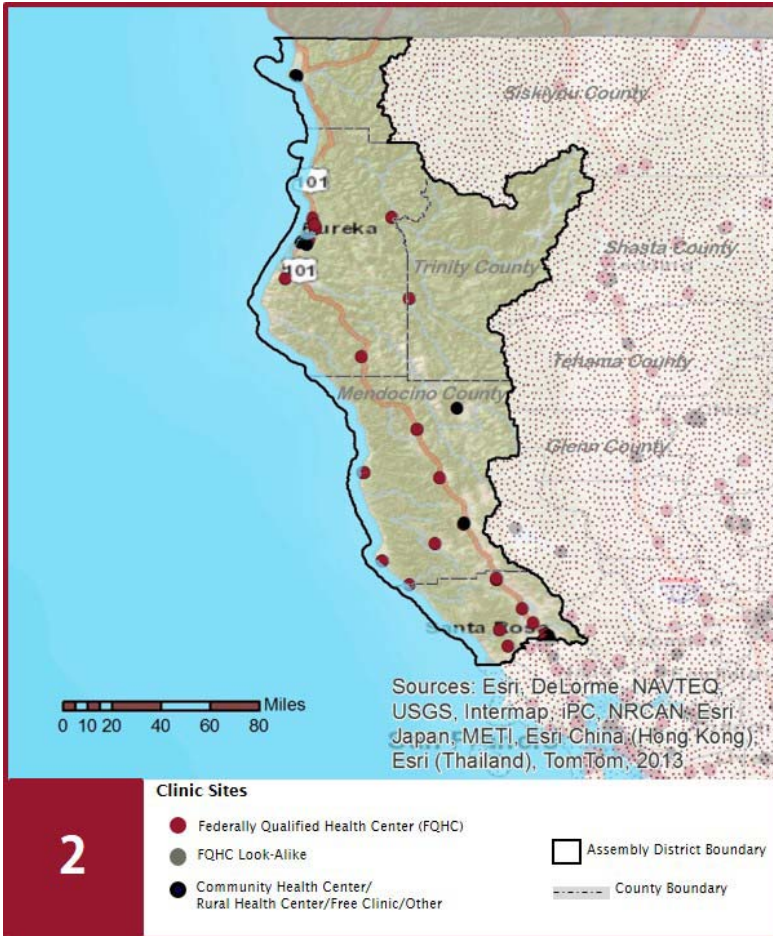 Siskiyou County
101
Eureka
Shasta County
Trinity County
101
Tehama County
Mendocino County
Glenn County
Santa Rosa
Sources: Esri, DeLorme, NAVTEQ,
USGS, Intermap, iPC, NRCAN, Esri
Japan, METI, Esri China (Hong Kong),
Esri (Thailand), TomTom, 2013
Miles
0 10 20 40 60 80
2
Clinic Sites
Federally Qualified Health Center (FQHC)
FQHC Look-Alike
Community Health Center/
Rural Health Center/Free Clinic/Other
Assembly District Boundary
County Boundary